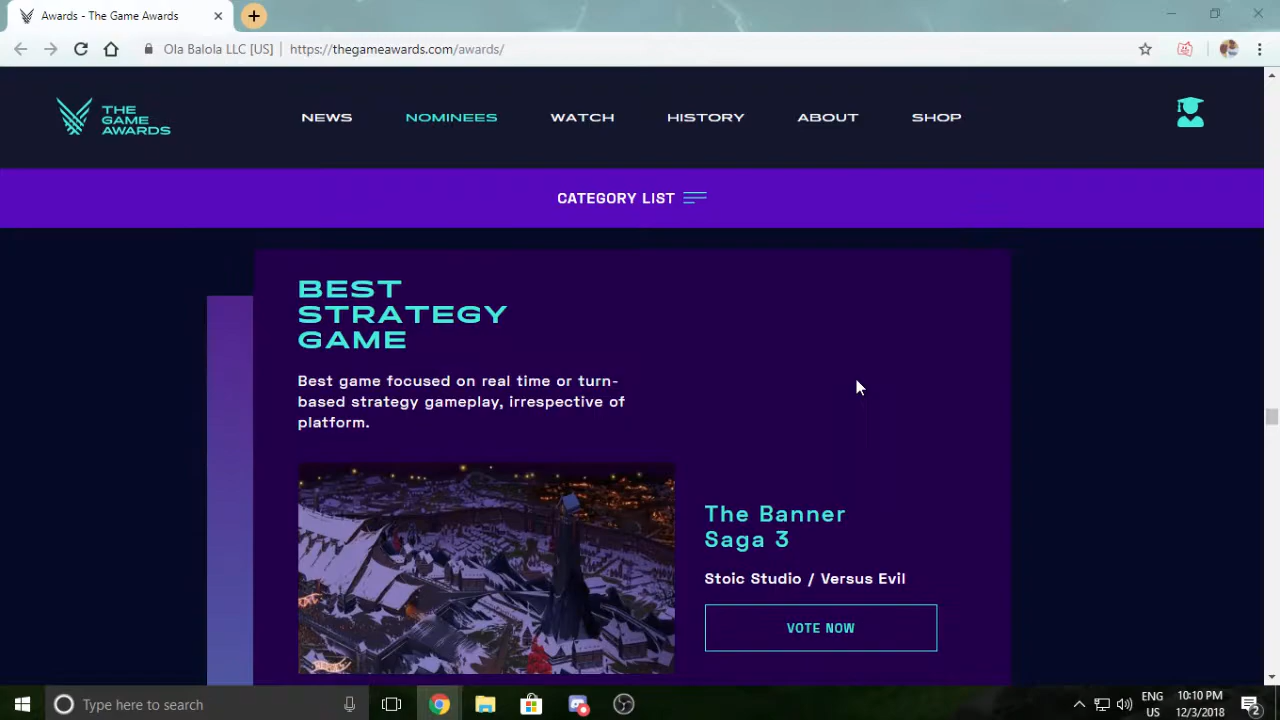 Awards - The Game Awards
Ola Balola LLC [US] | https://thegameawards.com/awards/
THE
GAME
AWARDS
NEWS NOMINEES WATCH HISTORY ABOUT SHOP
CATEGORY LIST
BEST
STRATEGY
GAME
Best game focused on real time or turn-
based strategy gameplay, irrespective of
platform.
The Banner
Saga 3
Stoic Studio / Versus Evil
VOTE NOW
Type here to search
ENG
US
10:10 PM
12/3/2018
2